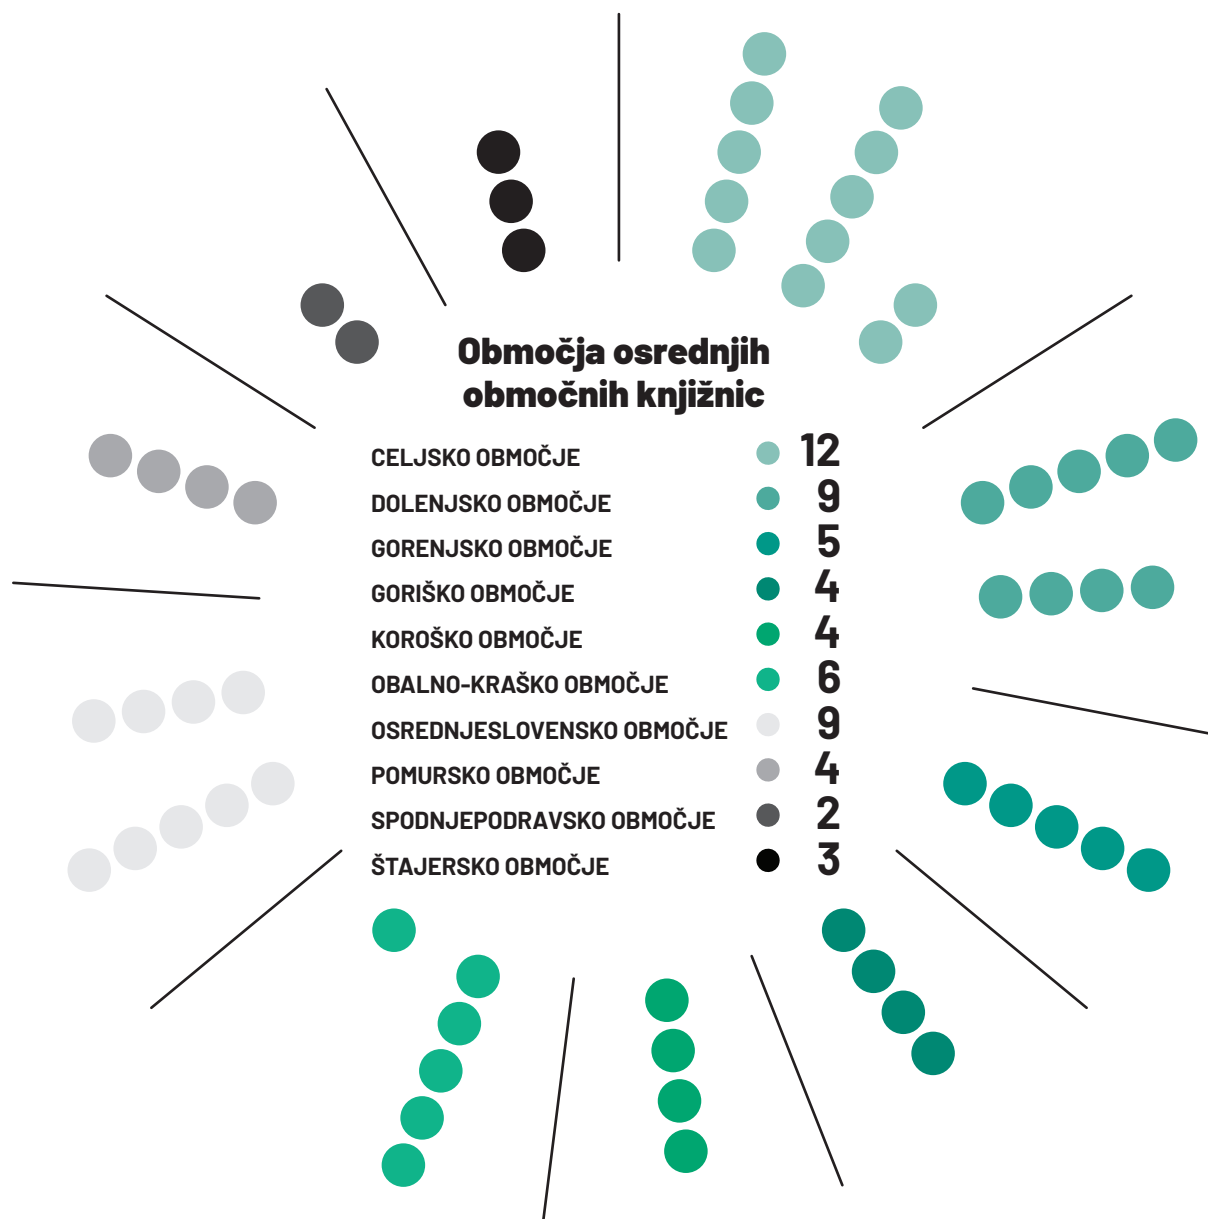 Območja osrednjih
območnih knjižnic
CELJSKO OBMOČJE 12
DOLENJSKO OBMOČJE 9
GORENJSKO OBMOČJE 5
GORIŠKO OBMOČJE 4
KOROŠKO OBMOČJE 4
OBALNO-KRAŠKO OBMOČJE 6
OSREDNJESLOVENSKO OBMOČJE 9
POMURSKO OBMOČJE 4
SPODNJEPODRAVSKO OBMOČJE 2
ŠTAJERSKO OBMOČJE 3